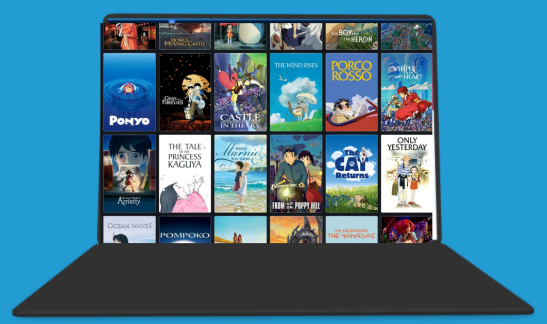 HOWL'S
MOVING CASTLE
THE BOY
AND THE
HERON
PONYO
GRAVE
OF THE
FIREFLIES
CASTLE
IN THE SKY
THE WIND RISES
PORCO
ROSSO
WHISPER
OF THE
HEART
Arrietty
THE TALE
OF THE
PRINCESS
KAGUYA
WHEN
Marnie
WAS THERE
FROM UP ON POPPY HILL
The
CAT
Returns
ONLY
YESTERDAY
OCEAN WAVES
POMPOKO
MY NEIGHBORS
THE YAMADAS